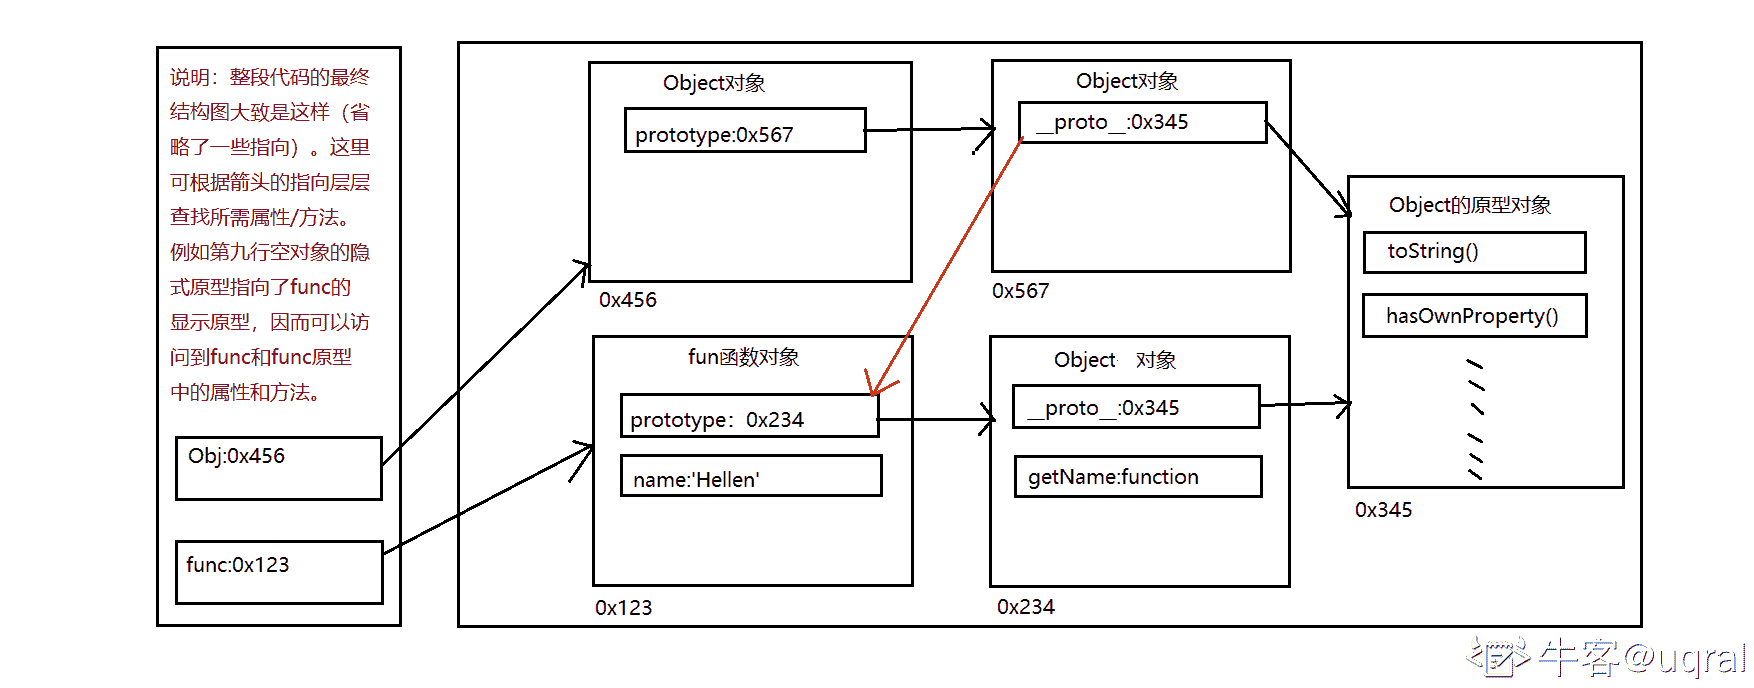 说明：整段代码的最终
结构图大致是这样（省
略了一些指向）。这里
可根据箭头的指向层层
查找所需属性/方法。
例如第九行空对象的隐
式原型指向了func的
显示原型，因而可以访
问到func和func原型
中的属性和方法。
Obj:0x456
func:0x123
Object对象
prototype:0x567
0x456
Object对象
__proto__:0x345
0x567
fun函数对象
prototype：0x234
name:'Hellen'
0x123
Object 对象
__proto__:0x345
getName:function
0x234
Object的原型对象
toString()
hasOwnProperty()
0x345
牛客@uqral